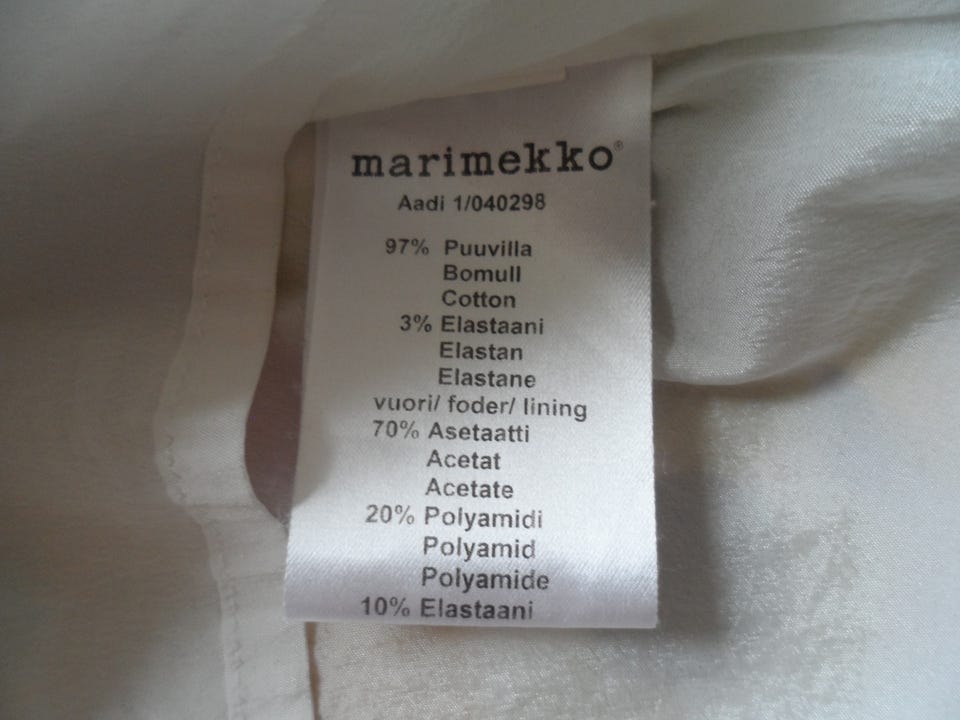 marimekko®
Aadi 1/040298
97% Puuvilla
Bomull
Cotton
3% Elastaani
Elastan
Elastane
vuori/ foder/ lining
70% Asetaatti
Acetat
Acetate
20% Polyamidi
Polyamid
Polyamide
10% Elastaani